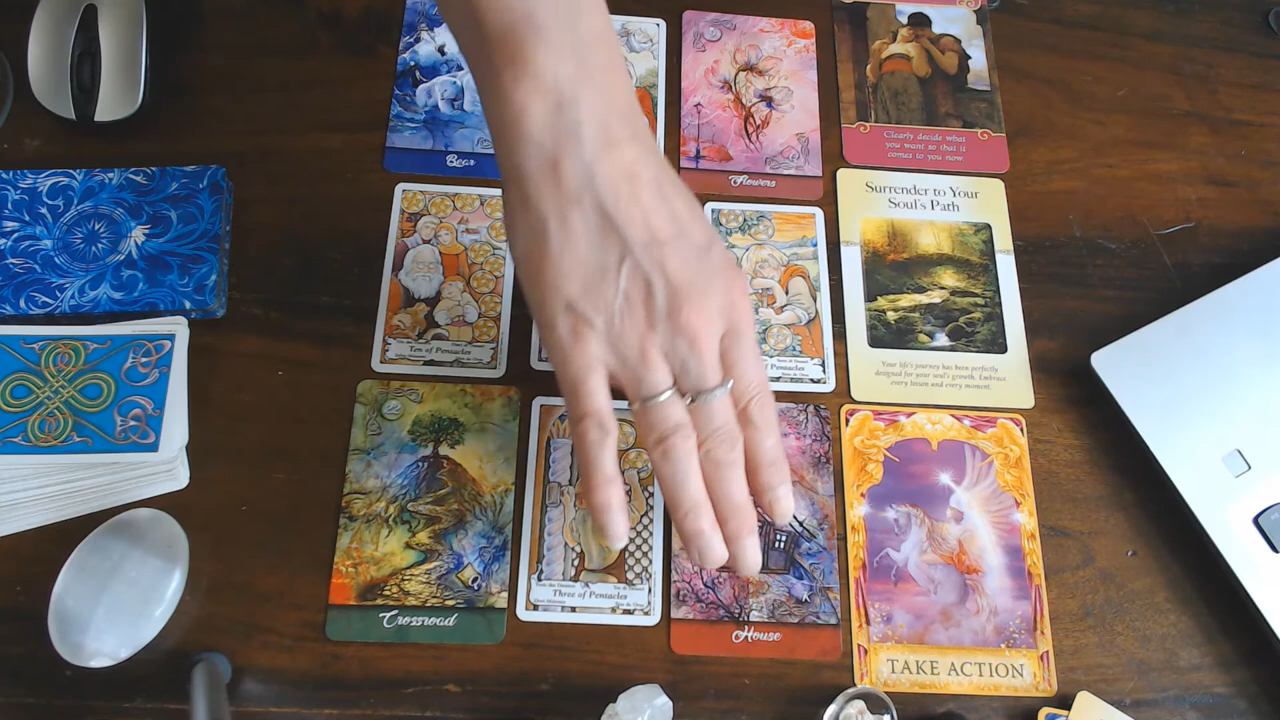 Bear
Flowers
Clearly decide what
you want so that it
comes to you now.
Ten of Pentacles
Pentacles
Surrender to Your
Soul's Path
Your life's journey has been perfectly
designed for your soul's growth. Embrace
every lesson and every moment.
22
Crossroad
Three of Pentacles
House
TAKE ACTION